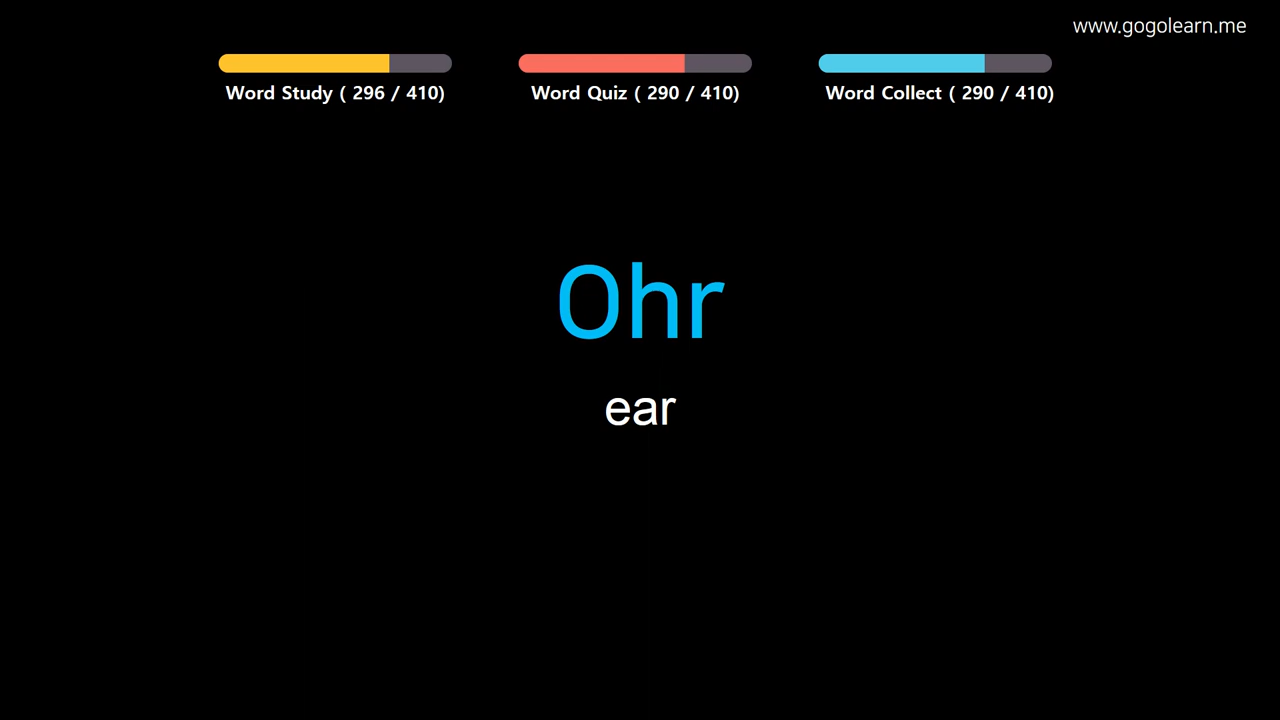 www.gogolearn.me
Word Study ( 296 / 410)
Word Quiz ( 290 / 410)
Word Collect ( 290 / 410)
Ohr
ear